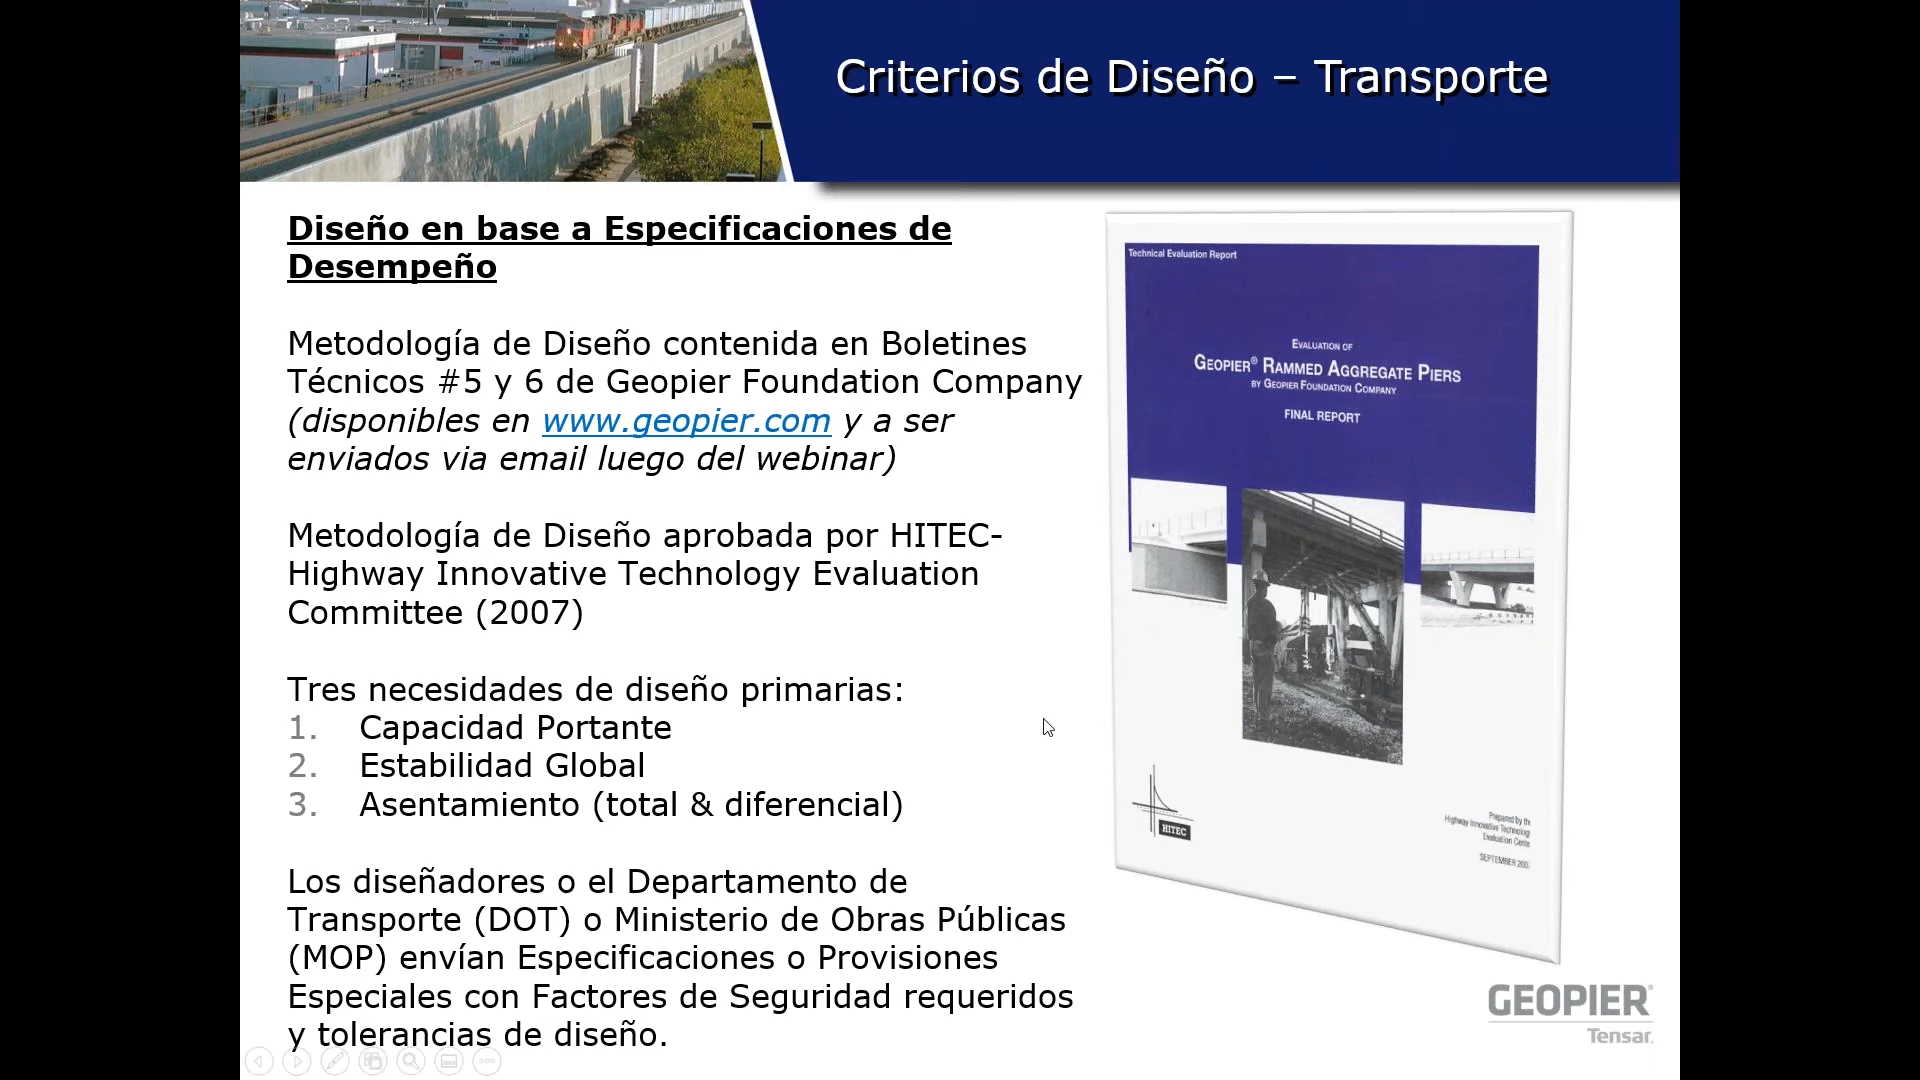 Criterios de Diseño – Transporte
Diseño en base a Especificaciones de
Desempeño
Metodología de Diseño contenida en Boletines
Técnicos #5 y 6 de Geopier Foundation Company
(disponibles en www.geopier.com y a ser
enviados via email luego del webinar)
Metodología de Diseño aprobada por HITEC-
Highway Innovative Technology Evaluation
Committee (2007)
Tres necesidades de diseño primarias:
1. Capacidad Portante
2. Estabilidad Global
3. Asentamiento (total & diferencial)
Los diseñadores o el Departamento de
Transporte (DOT) o Ministerio de Obras Públicas
(MOP) envían Especificaciones o Provisiones
Especiales con Factores de Seguridad requeridos
y tolerancias de diseño.
Technical Evaluation Report
EVALUATION OF
GEOPIER® RAMMED AGGREGATE PIERS
BY GEOPIER FOUNDATION COMPANY
FINAL REPORT
HITEC
Prepared by th
Highway Innovative Technolog
Evaluation Cente
SEPTEMBER 200
GEOPIER®
Tensar.